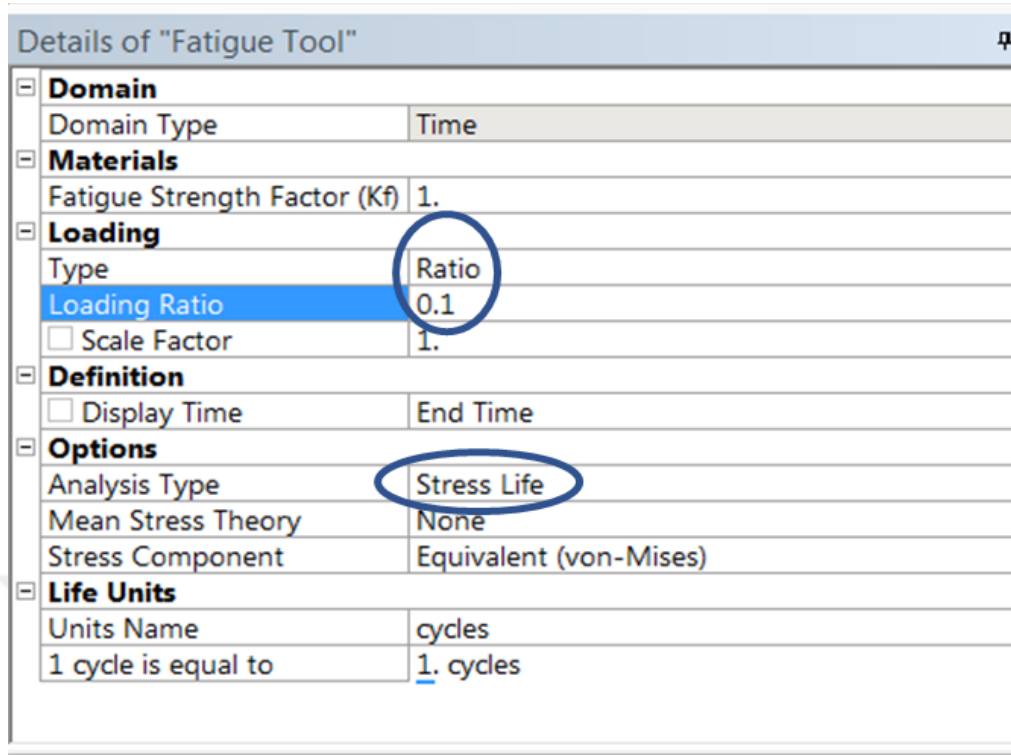 Details of "Fatigue Tool"
Domain
Domain Type Time
Materials
Fatigue Strength Factor (Kf) 1.
Loading
Type Ratio
Loading Ratio 0.1
Scale Factor 1.
Definition
Display Time End Time
Options
Analysis Type Stress Life
Mean Stress Theory None
Stress Component Equivalent (von-Mises)
Life Units
Units Name cycles
1 cycle is equal to 1. cycles